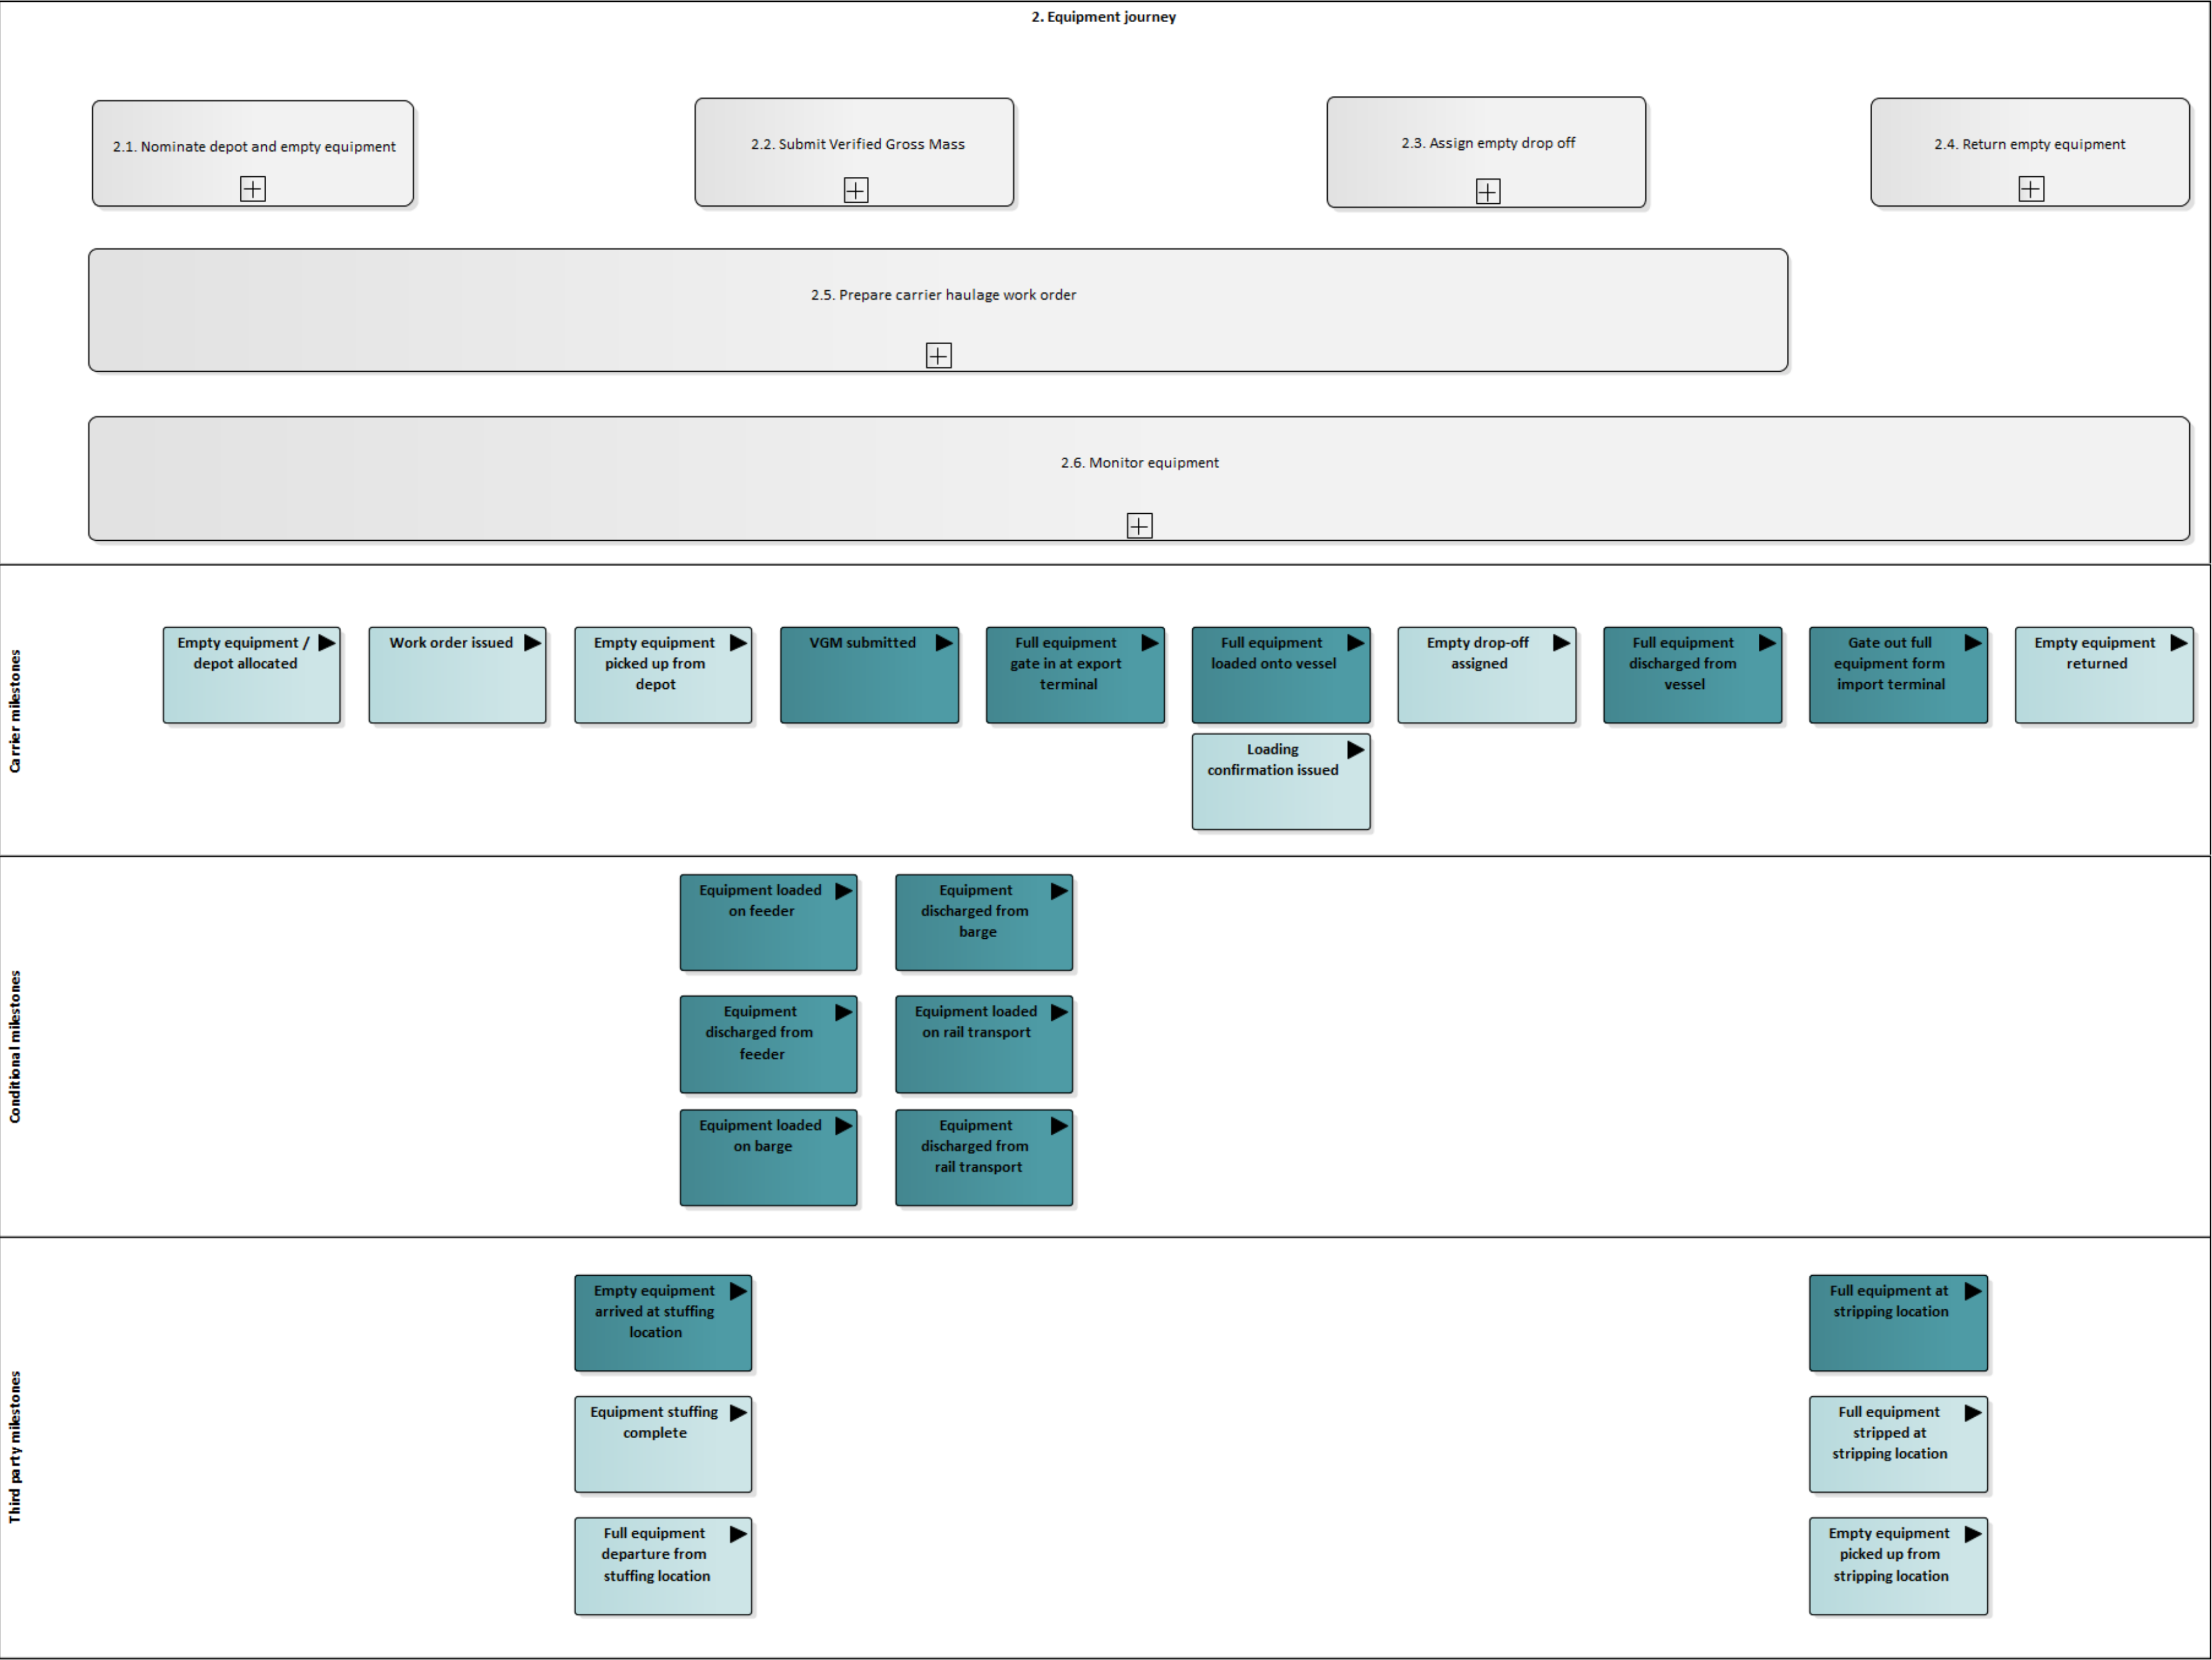 2. Equipment journey
2.1. Nominate depot and empty equipment
2.2. Submit Verified Gross Mass
2.3. Assign empty drop off
2.4. Return empty equipment
2.5. Prepare carrier haulage work order
2.6. Monitor equipment
Carrier milestones
Empty equipment /
depot allocated
Work order issued
Empty equipment
picked up from
depot
VGM submitted
Full equipment
gate in at export
terminal
Full equipment
loaded onto vessel
Loading
confirmation issued
Empty drop-off
assigned
Full equipment
discharged from
vessel
Gate out full
equipment form
import terminal
Empty equipment
returned
Conditional milestones
Equipment loaded
on feeder
Equipment
discharged from
barge
Equipment
discharged from
feeder
Equipment loaded
on rail transport
Equipment loaded
on barge
Equipment
discharged from
rail transport
Third party milestones
Empty equipment
arrived at stuffing
location
Full equipment at
stripping location
Equipment stuffing
complete
Full equipment
stripped at
stripping location
Full equipment
departure from
stuffing location
Empty equipment
picked up from
stripping location